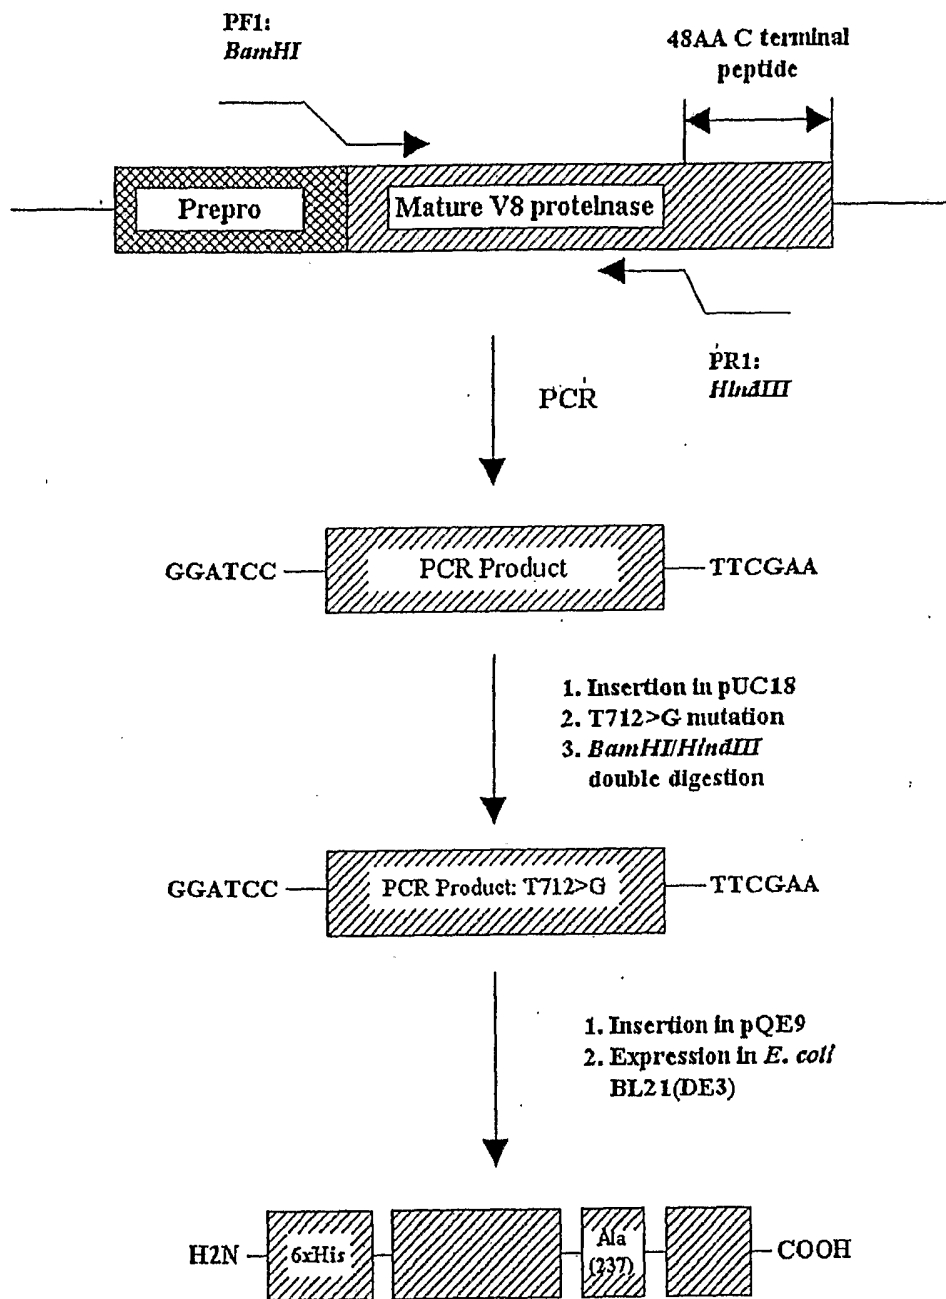 PF1:
BamHI
48AA C terminal
peptide
Prepro
Mature V8 proteinase
PR1:
HindIII
PCR
GGATCC
PCR Product
TTCGAA
1. Insertion in pUC18
2. T712>G mutation
3. BamHI/HindIII
double digestion
GGATCC
PCR Product: T712>G
TTCGAA
1. Insertion in pQE9
2. Expression in E. coli
BL21(DE3)
H2N
6xHis
Ala
(237)
COOH